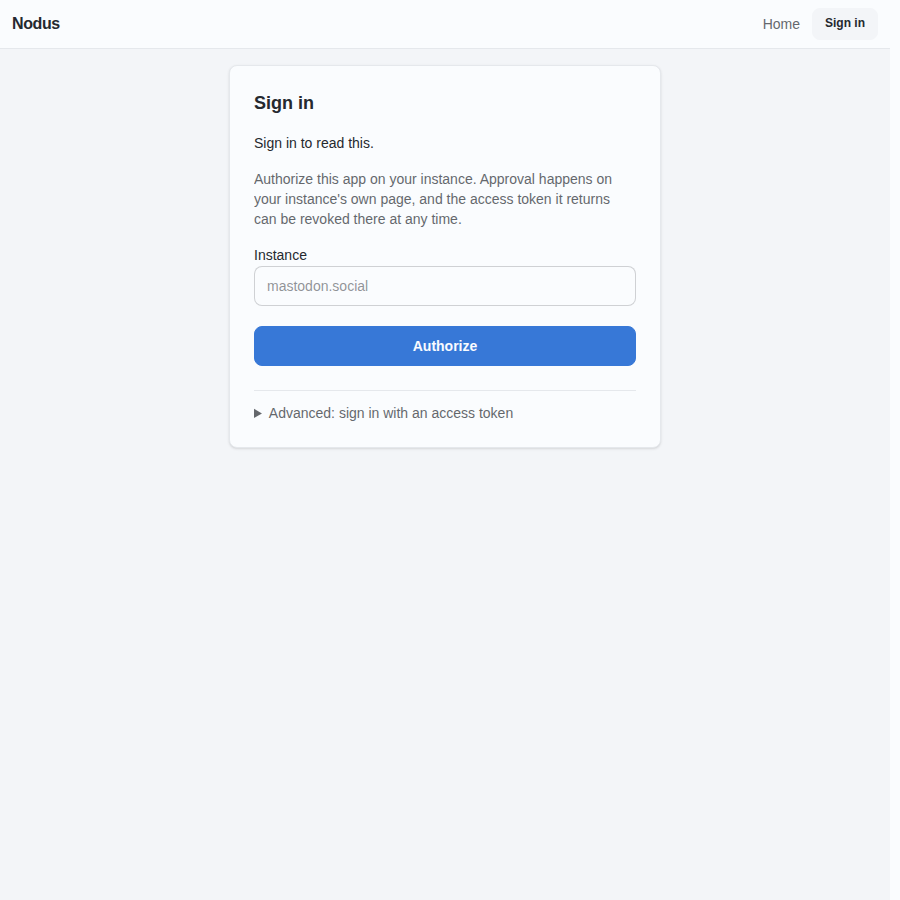 Nodus
Home
Sign in
Sign in
Sign in to read this.
Authorize this app on your instance. Approval happens on
your instance's own page, and the access token it returns
can be revoked there at any time.
Instance
mastodon.social
Authorize
Advanced: sign in with an access token